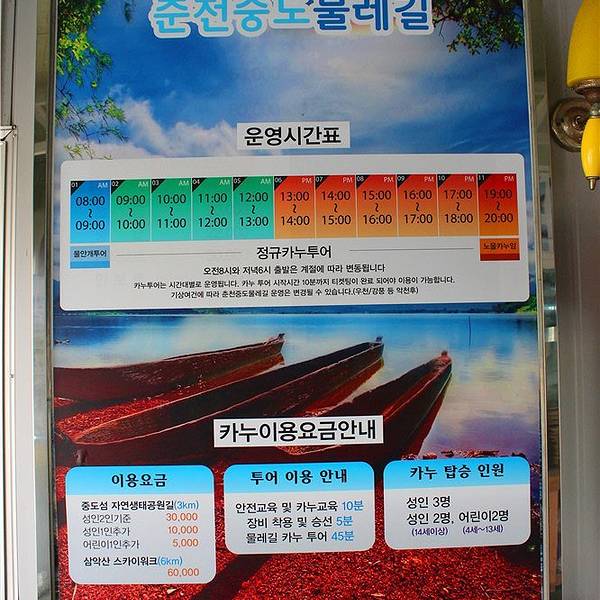 춘천중도물레길
운영시간표
01 AM 02 AM 03 AM 04 AM 05 AM 06 PM 07 PM 08 PM 09 PM 10 PM 11 PM
08:00 09:00 10:00 11:00 12:00 13:00 14:00 15:00 16:00 17:00 19:00
~ ~ ~ ~ ~ ~ ~ ~ ~ ~ ~
09:00 10:00 11:00 12:00 13:00 14:00 15:00 16:00 17:00 18:00 20:00
물안개투어 정규카누투어 노을카누잉
오전8시와 저녁6시 출발은 계절에 따라 변동됩니다
카누투어는 시간대별로 운영됩니다. 카누 투어 시작시간 10분까지 티켓팅이 완료 되어야 이용이 가능합니다.
기상여건에 따라 춘천중도물레길 운영은 변경될 수 있습니다.(우천/강풍 등 악천후)
카누이용요금안내
이용요금
중도섬 자연생태공원길(3km)
성인2인기준 30,000
성인1인추가 10,000
어린이1인추가 5,000
삼악산 스카이워크(6km)
60,000
투어 이용 안내
안전교육 및 카누교육 10분
장비 착용 및 승선 5분
물레길 카누 투어 45분
카누 탑승 인원
성인 3명
성인 2명, 어린이2명
(14세이상) (4세~13세)